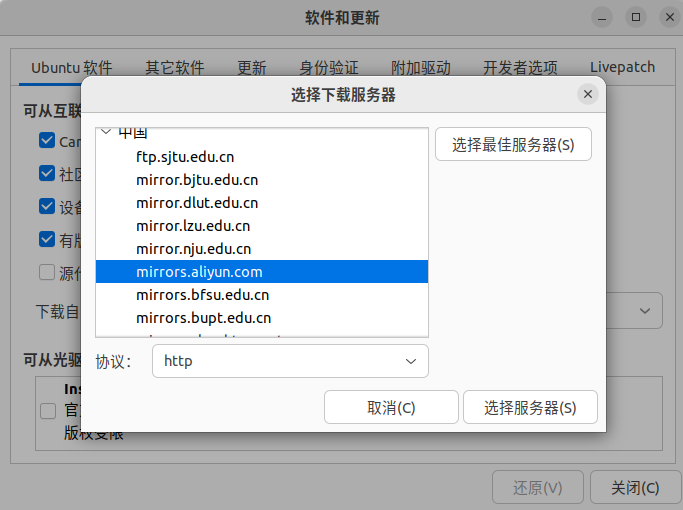 软件和更新
Ubuntu 软件 其它软件 更新 身份验证 附加驱动 开发者选项 Livepatch
选择下载服务器
可从互联
中国
选择最佳服务器(S)
ftp.sjtu.edu.cn
mirror.bjtu.edu.cn
社区
mirror.dlut.edu.cn
设备
mirror.lzu.edu.cn
有版
mirror.nju.edu.cn
源代
mirrors.aliyun.com
mirrors.bfsu.edu.cn
下载自
mirrors.bupt.edu.cn
可从光驱
协议：
http
取消(C)
选择服务器(S)
版权受限
还原(V)
关闭(C)